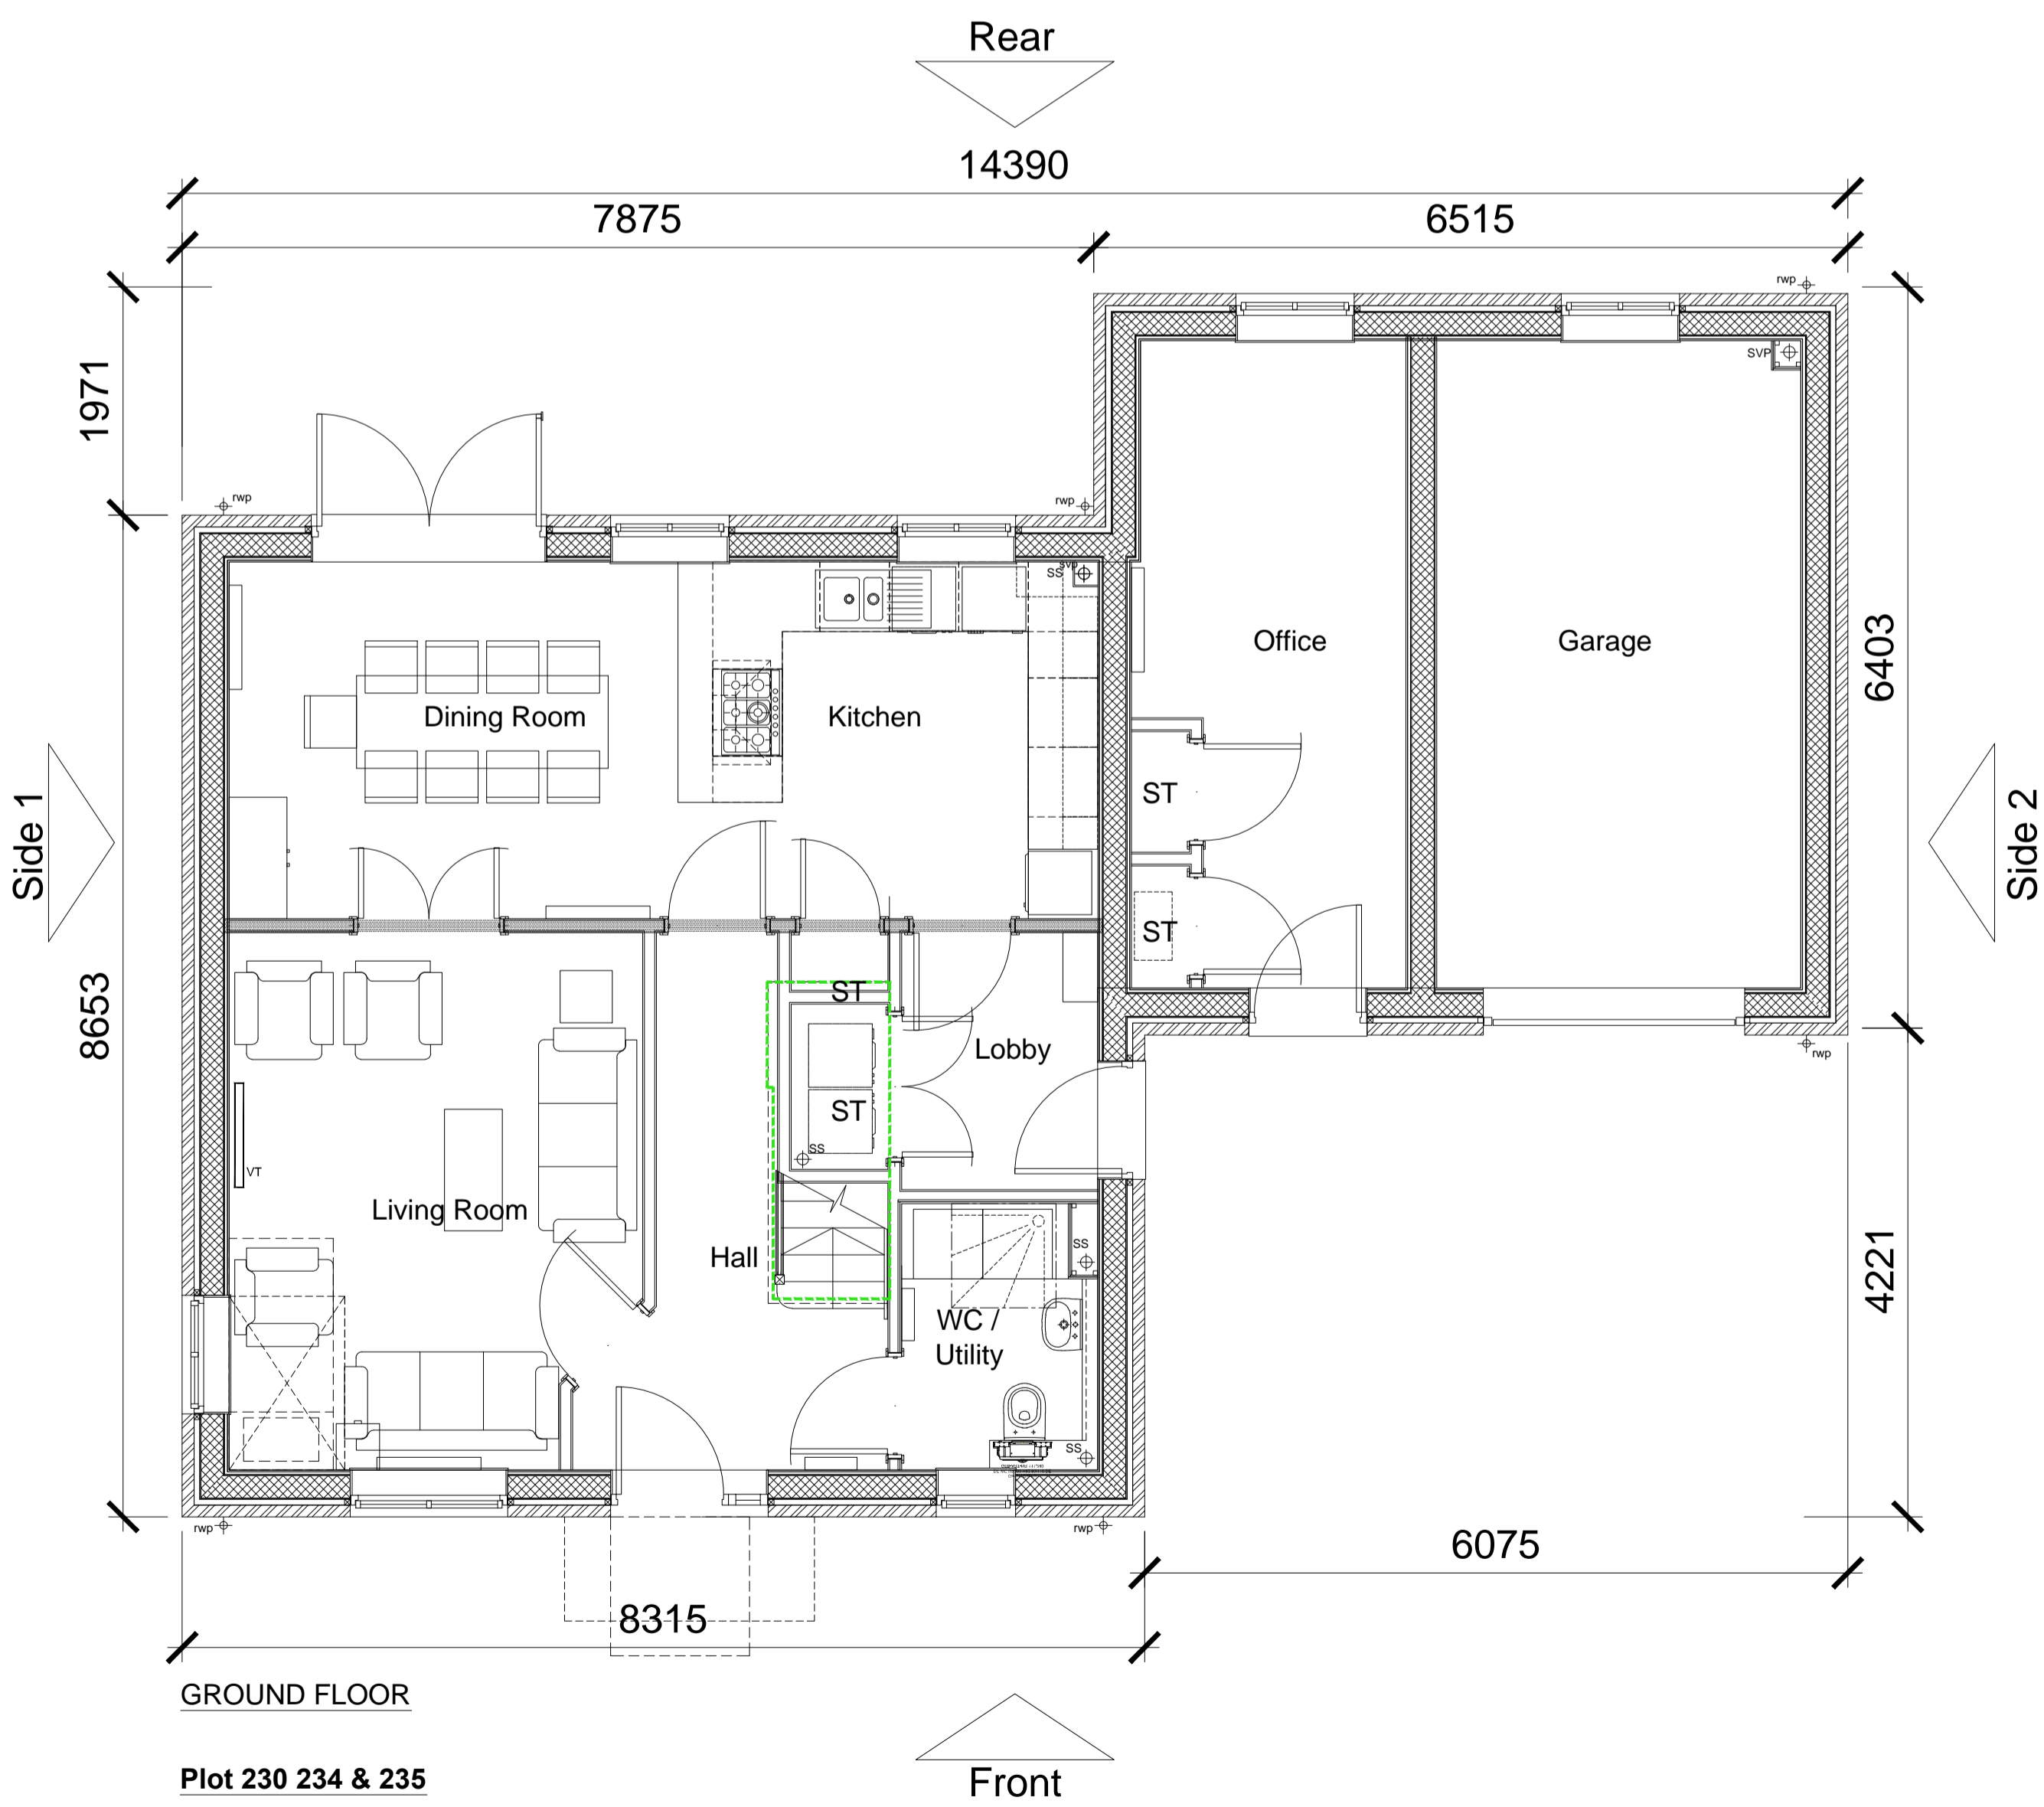 Rear
14390
7875
6515
rwp
1971
SVP
rwp
rwp
svp
SS
Office
Garage
6403
Dining Room
Kitchen
ST
Side 1
Side 2
ST
ST
8653
Lobby
rwp
ST
SS
VT
Living Room
Hall
SS
4221
WC /
Utility
SS
rwp
rwp
6075
8315
GROUND FLOOR
Plot 230 234 & 235
Front